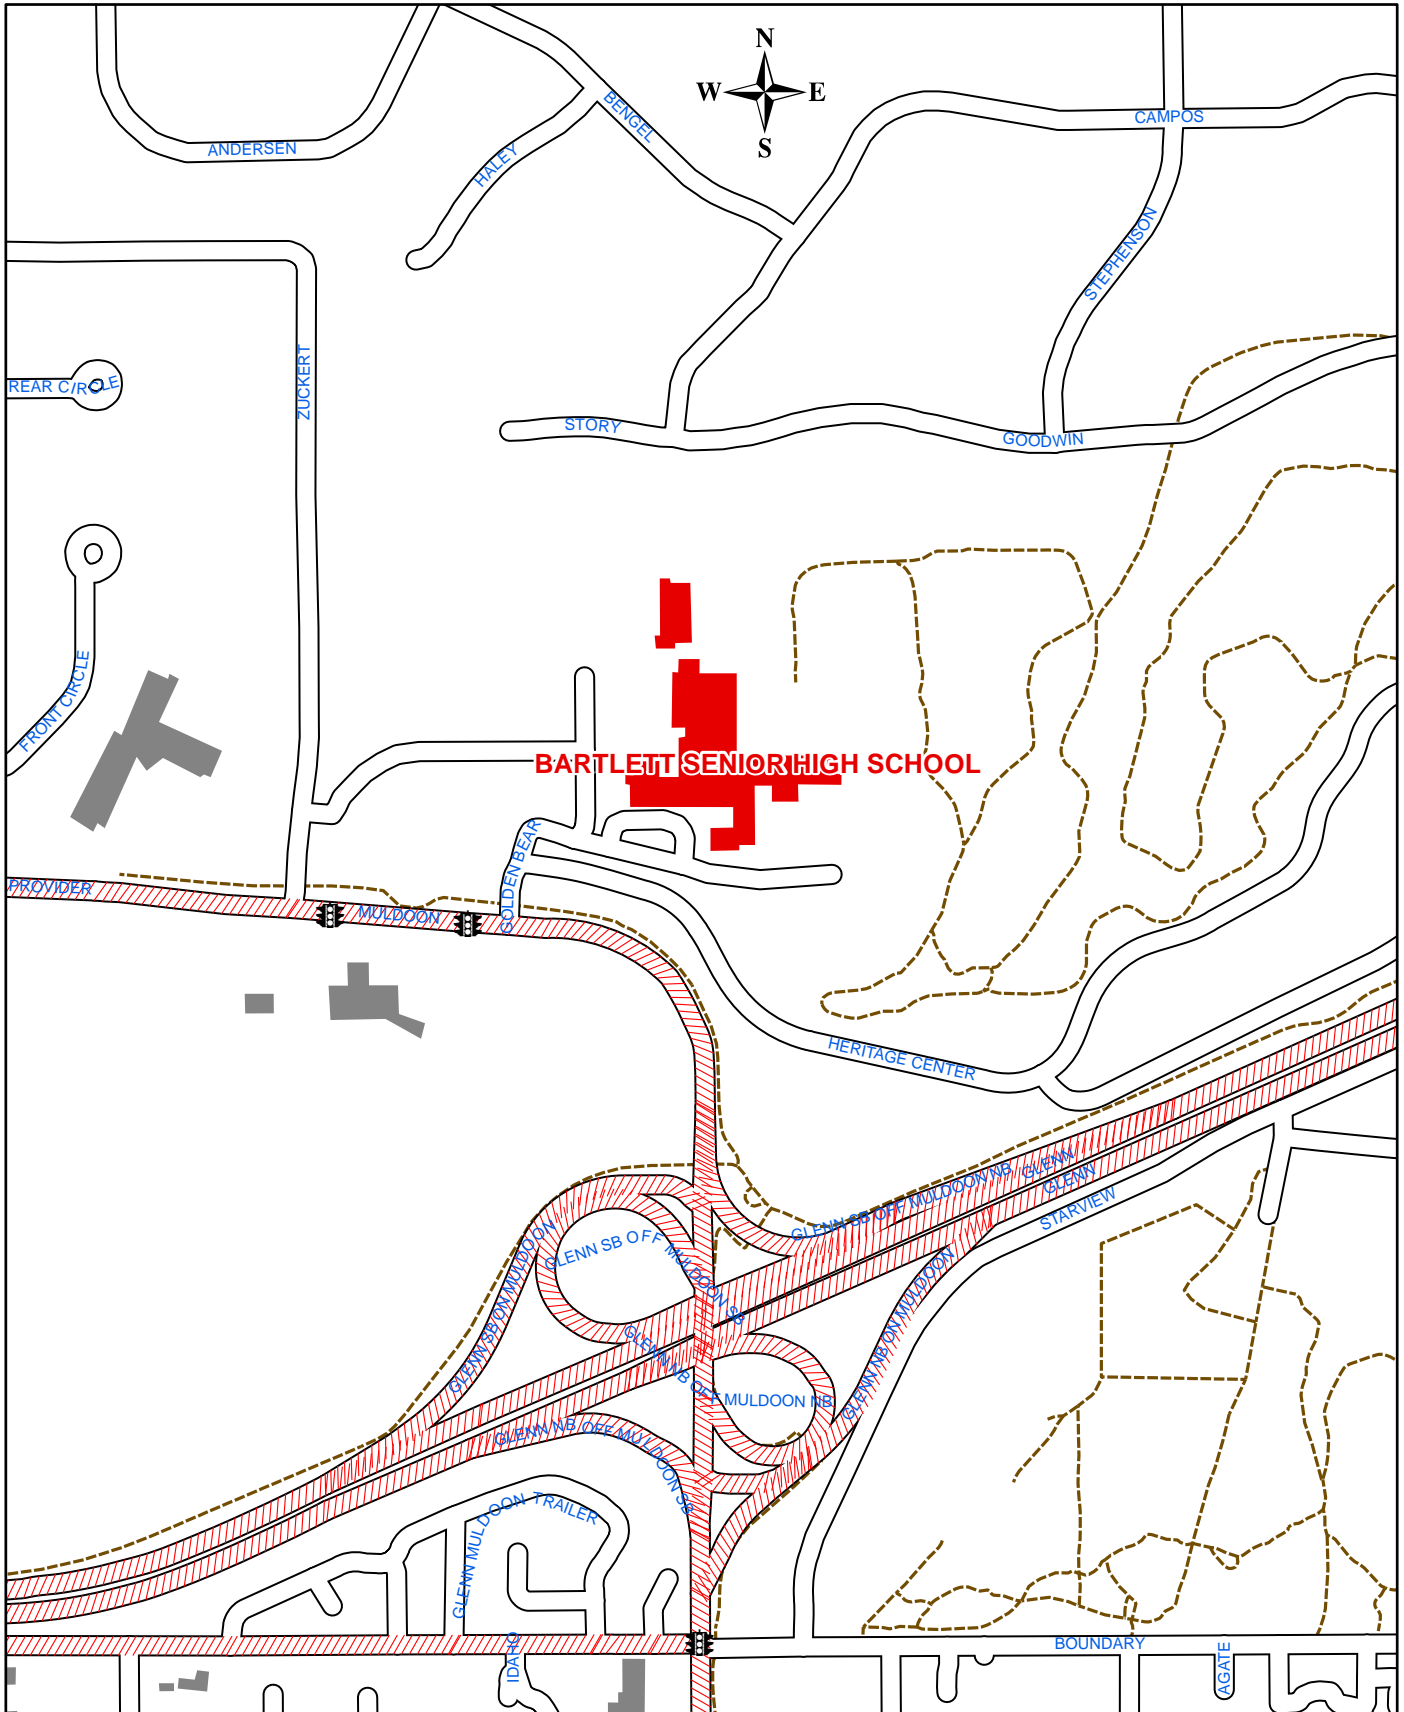 N
W
E
S
ANDERSEN
HALEY
BENGEL
CAMPOS
STEPHENSON
REAR CIRCLE
ZUCKERT
STORY
GOODWIN
FRONT CIRCLE
BARTLETT SENIOR HIGH SCHOOL
GOLDEN BEAR
PROVIDER
MULDOON
HERITAGE CENTER
GLENN SB OFF MULDOON NB
GLENN
GLENN
STARVIEW
GLENN SB OFF MULDOON SB
GLENN SB ON MULDOON
GLENN NB OFF MULDOON NB
GLENN NB ON MULDOON
GLENN NB OFF MULDOON SB
GLENN MULDOON TRAILER
IDAHO
BOUNDARY
AGATE